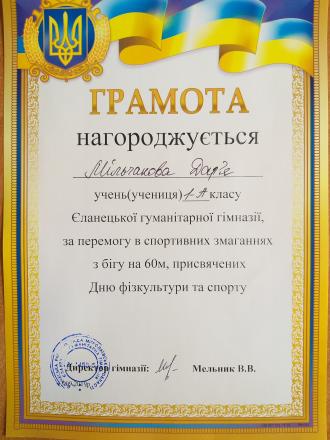 ГРАМОТА
нагороджується
Мільчакова
учень(учениця) 1-А класу
Єланецької гуманітарної гімназії,
за перемогу в спортивних змаганнях
з бігу на 60м, присвячених
Дню фізкультури та спорту
Директор гімназії: Мельник В.В.